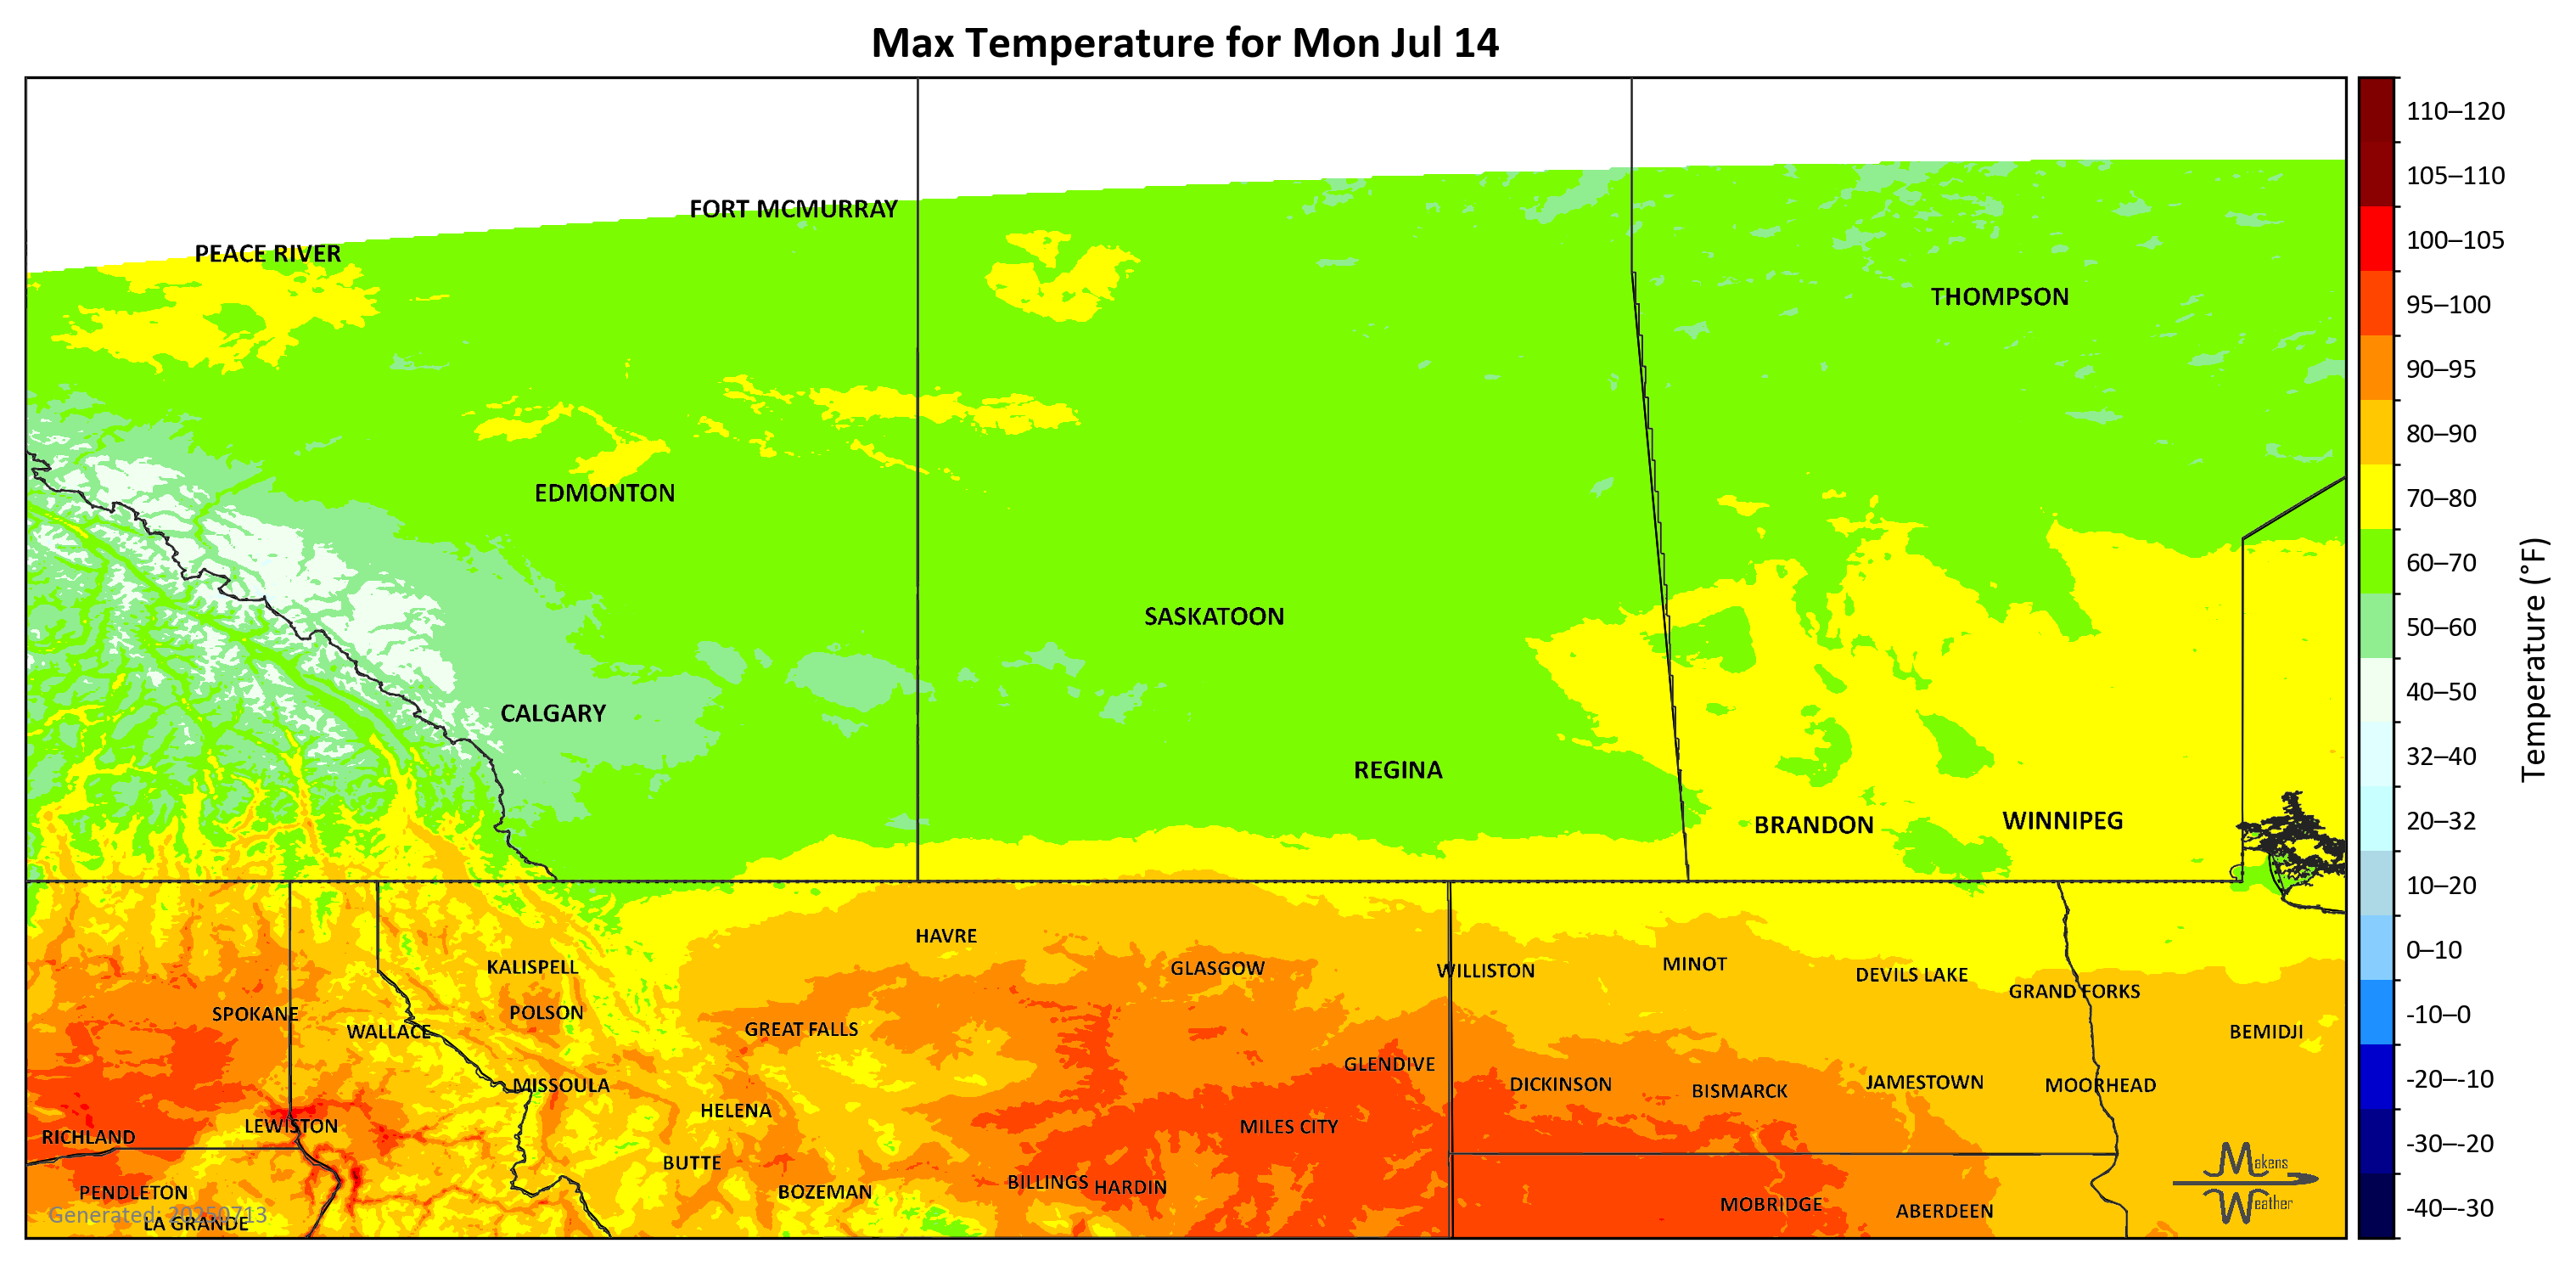 Max Temperature for Mon Jul 14
110–120
105–110
FORT MCMURRAY
100–105
PEACE RIVER
THOMPSON
95–100
90–95
80–90
EDMONTON
70–80
60–70
SASKATOON
50–60
Temperature (°F)
40–50
CALGARY
32–40
REGINA
20–32
BRANDON
WINNIPEG
10–20
HAVRE
0–10
KALISPELL
GLASGOW
WILLISTON
MINOT
DEVILS LAKE
GRAND FORKS
SPOKANE
POLSON
-10–0
WALLACE
GREAT FALLS
BEMIDJI
GLENDIVE
-20–-10
MISSOULA
DICKINSON
BISMARCK
JAMESTOWN
MOORHEAD
HELENA
RICHLAND
LEWISTON
MILES CITY
-30–-20
BUTTE
Makens
Weather
PENDLETON
BOZEMAN
BILLINGS
HARDIN
MOBRIDGE
ABERDEEN
-40–-30
Generated: 20250713
LA GRANDE